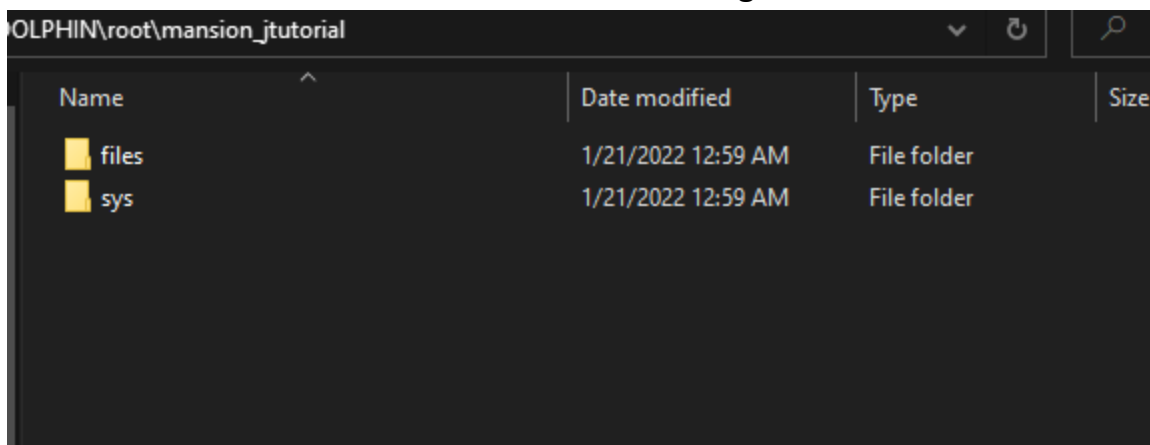 OLPHIN\root\mansion_jtutorial
Name Date modified Type Size
files 1/21/2022 12:59 AM File folder
sys 1/21/2022 12:59 AM File folder